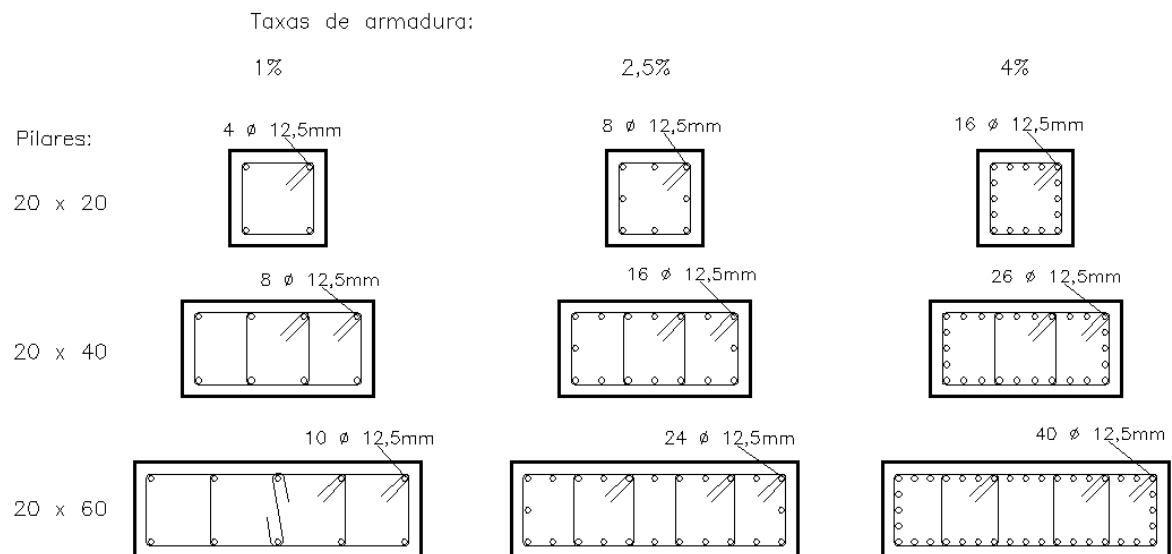 Taxas de armadura:
1% 2,5% 4%
Pilares:
4 ø 12,5mm 8 ø 12,5mm 16 ø 12,5mm
20 x 20
8 ø 12,5mm 16 ø 12,5mm 26 ø 12,5mm
20 x 40
10 ø 12,5mm 24 ø 12,5mm 40 ø 12,5mm
20 x 60